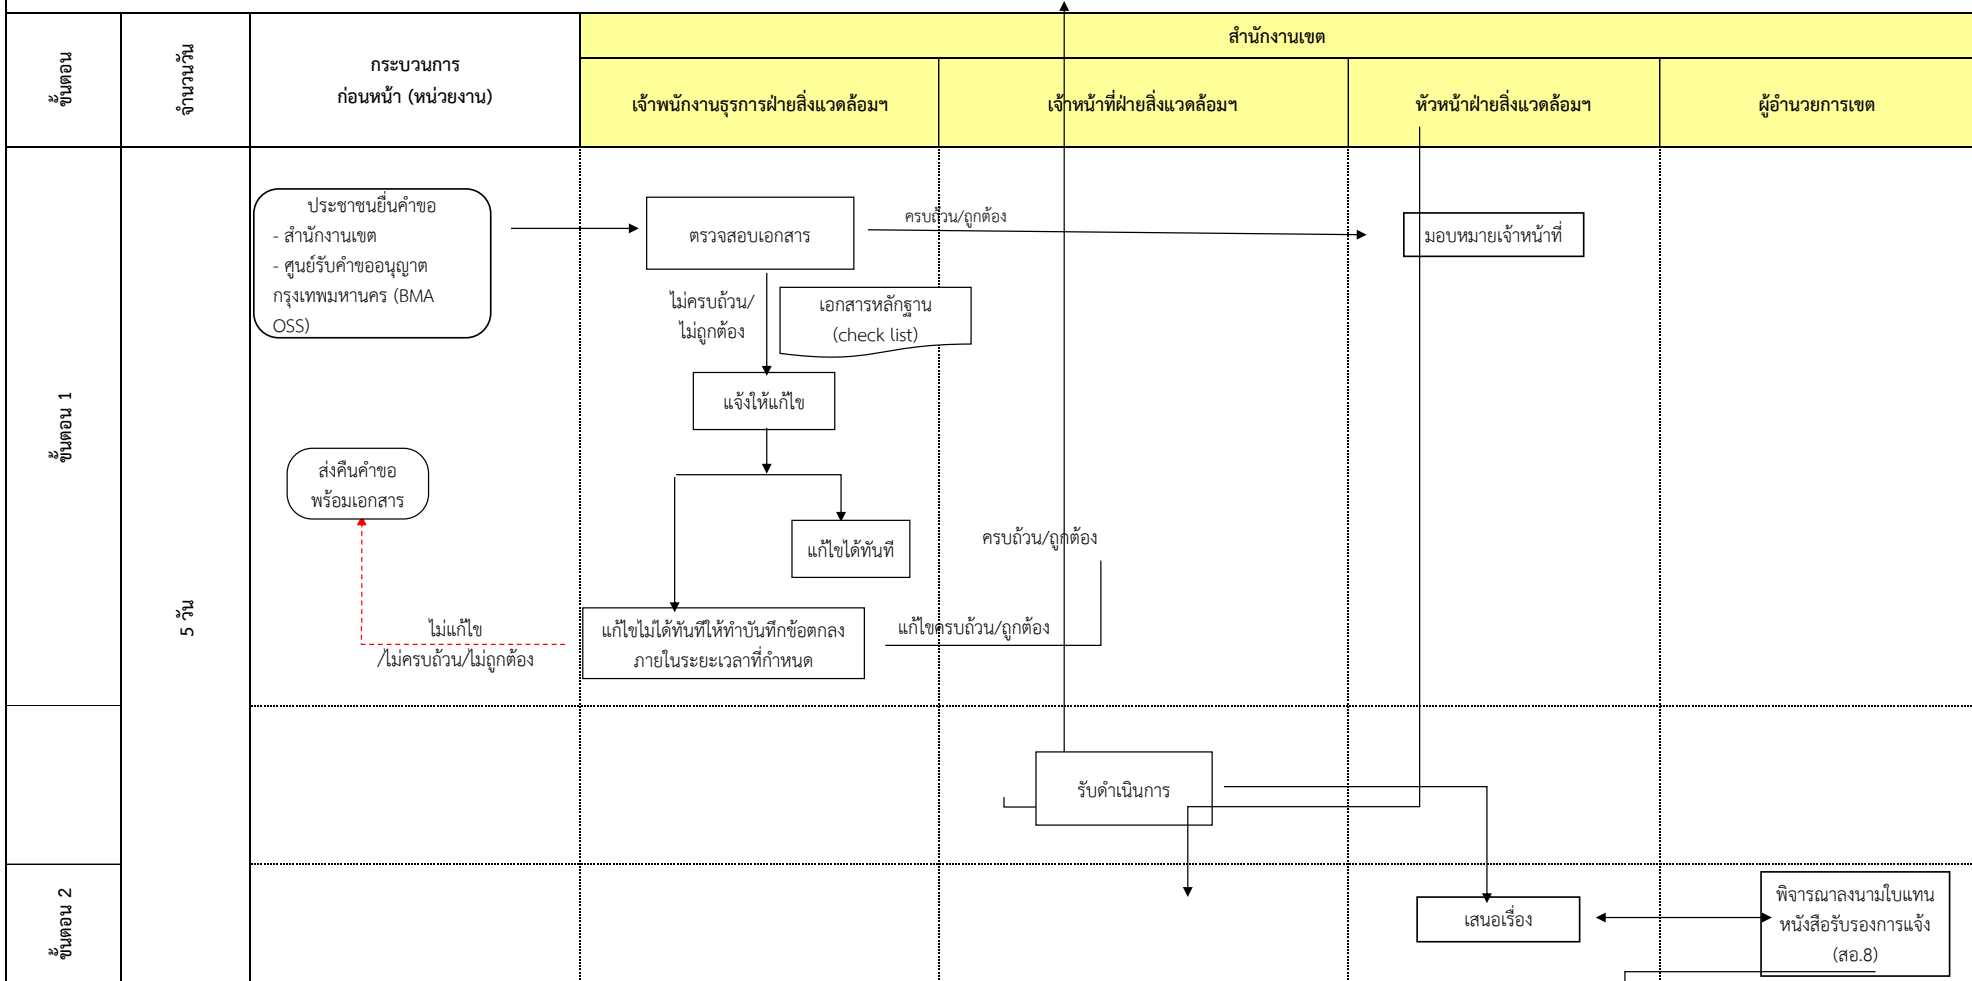 ขั้นตอน
จำนวนวัน
กระบวนการ
ก่อนหน้า (หน่วยงาน)
สำนักงานเขต
เจ้าพนักงานธุรการฝ่ายสิ่งแวดล้อมฯ
เจ้าหน้าที่ฝ่ายสิ่งแวดล้อมฯ
หัวหน้าฝ่ายสิ่งแวดล้อมฯ
ผู้อำนวยการเขต
ขั้นตอน 1
5 วัน
ประชาชนยื่นคำขอ
- สำนักงานเขต
- ศูนย์รับคำขออนุญาต
กรุงเทพมหานคร (BMA
OSS)
ตรวจสอบเอกสาร
ครบถ้วน/ถูกต้อง
มอบหมายเจ้าหน้าที่
ไม่ครบถ้วน/
ไม่ถูกต้อง
เอกสารหลักฐาน
(check list)
แจ้งให้แก้ไข
ส่งคืนคำขอ
พร้อมเอกสาร
แก้ไขได้ทันที
ครบถ้วน/ถูกต้อง
ไม่แก้ไข
/ไม่ครบถ้วน/ไม่ถูกต้อง
แก้ไขไม่ได้ทันทีให้ทำบันทึกข้อตกลง
ภายในระยะเวลาที่กำหนด
แก้ไขครบถ้วน/ถูกต้อง
รับดำเนินการ
ขั้นตอน 2
เสนอเรื่อง
พิจารณาลงนามใบแทน
หนังสือรับรองการแจ้ง
(สอ.8)